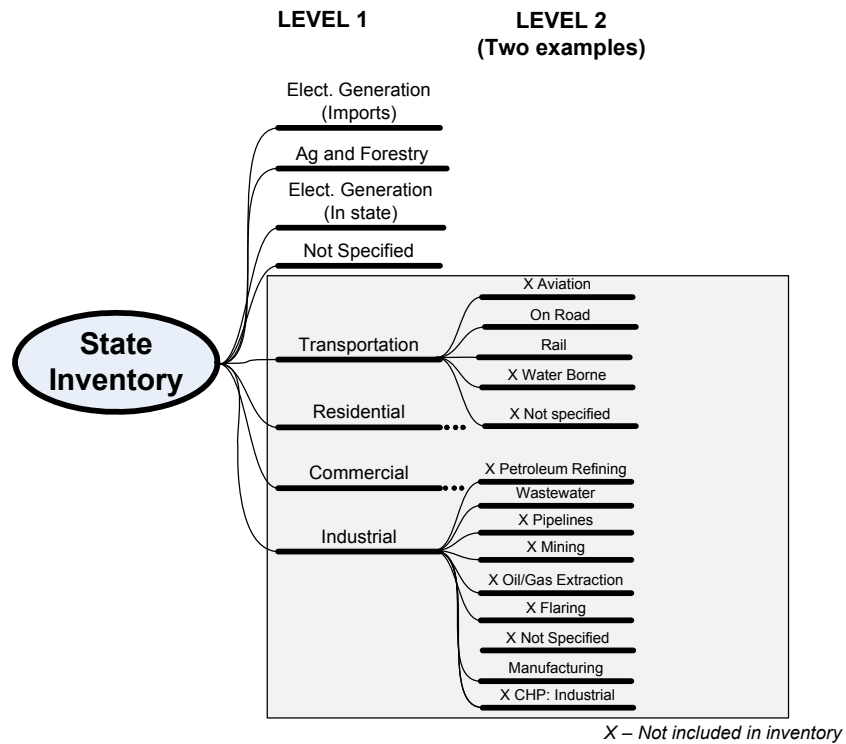 LEVEL 1
LEVEL 2
(Two examples)
Elect. Generation
(Imports)
Ag and Forestry
Elect. Generation
(In state)
Not Specified
State
Inventory
Transportation
X Aviation
On Road
Rail
X Water Borne
X Not specified
Residential
Commercial
Industrial
X Petroleum Refining
Wastewater
X Pipelines
X Mining
X Oil/Gas Extraction
X Flaring
X Not Specified
Manufacturing
X CHP: Industrial
X – Not included in inventory